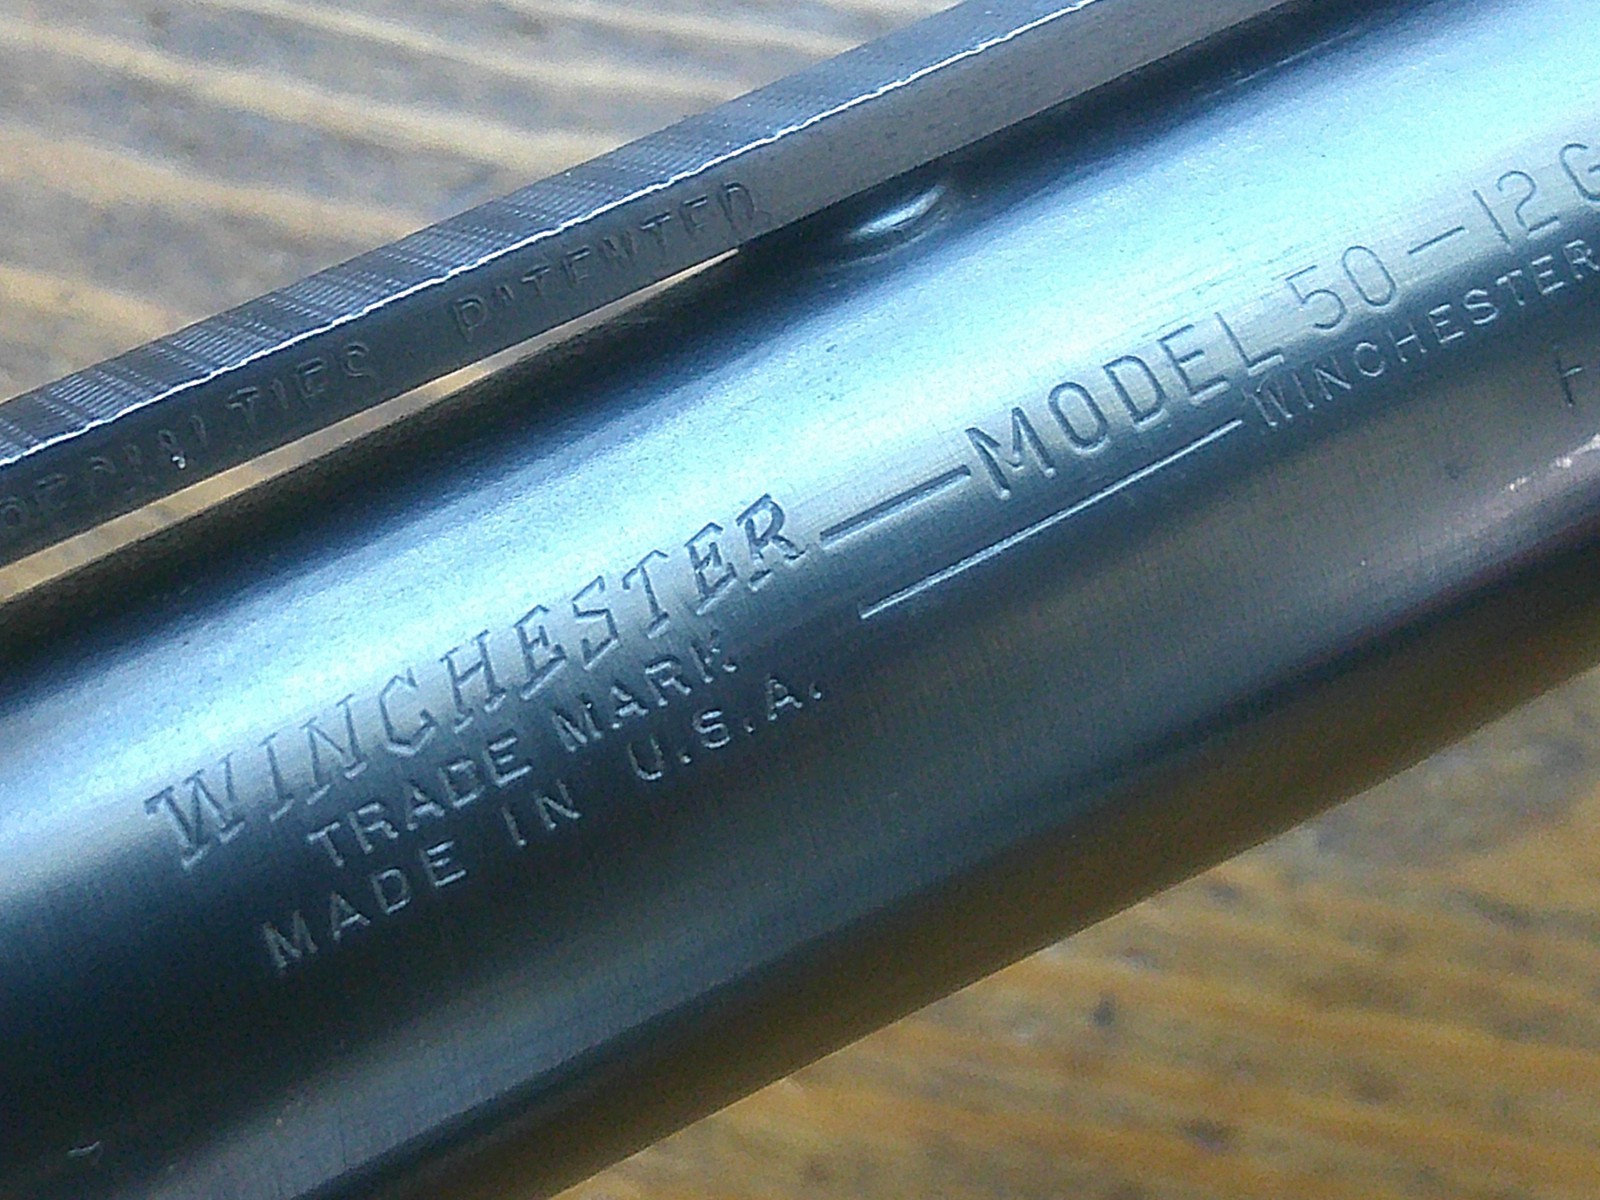 PATENTED
WINCHESTER—MODEL 50—12 G
TRADE MARK
—WINCHESTER
MADE IN U.S.A.